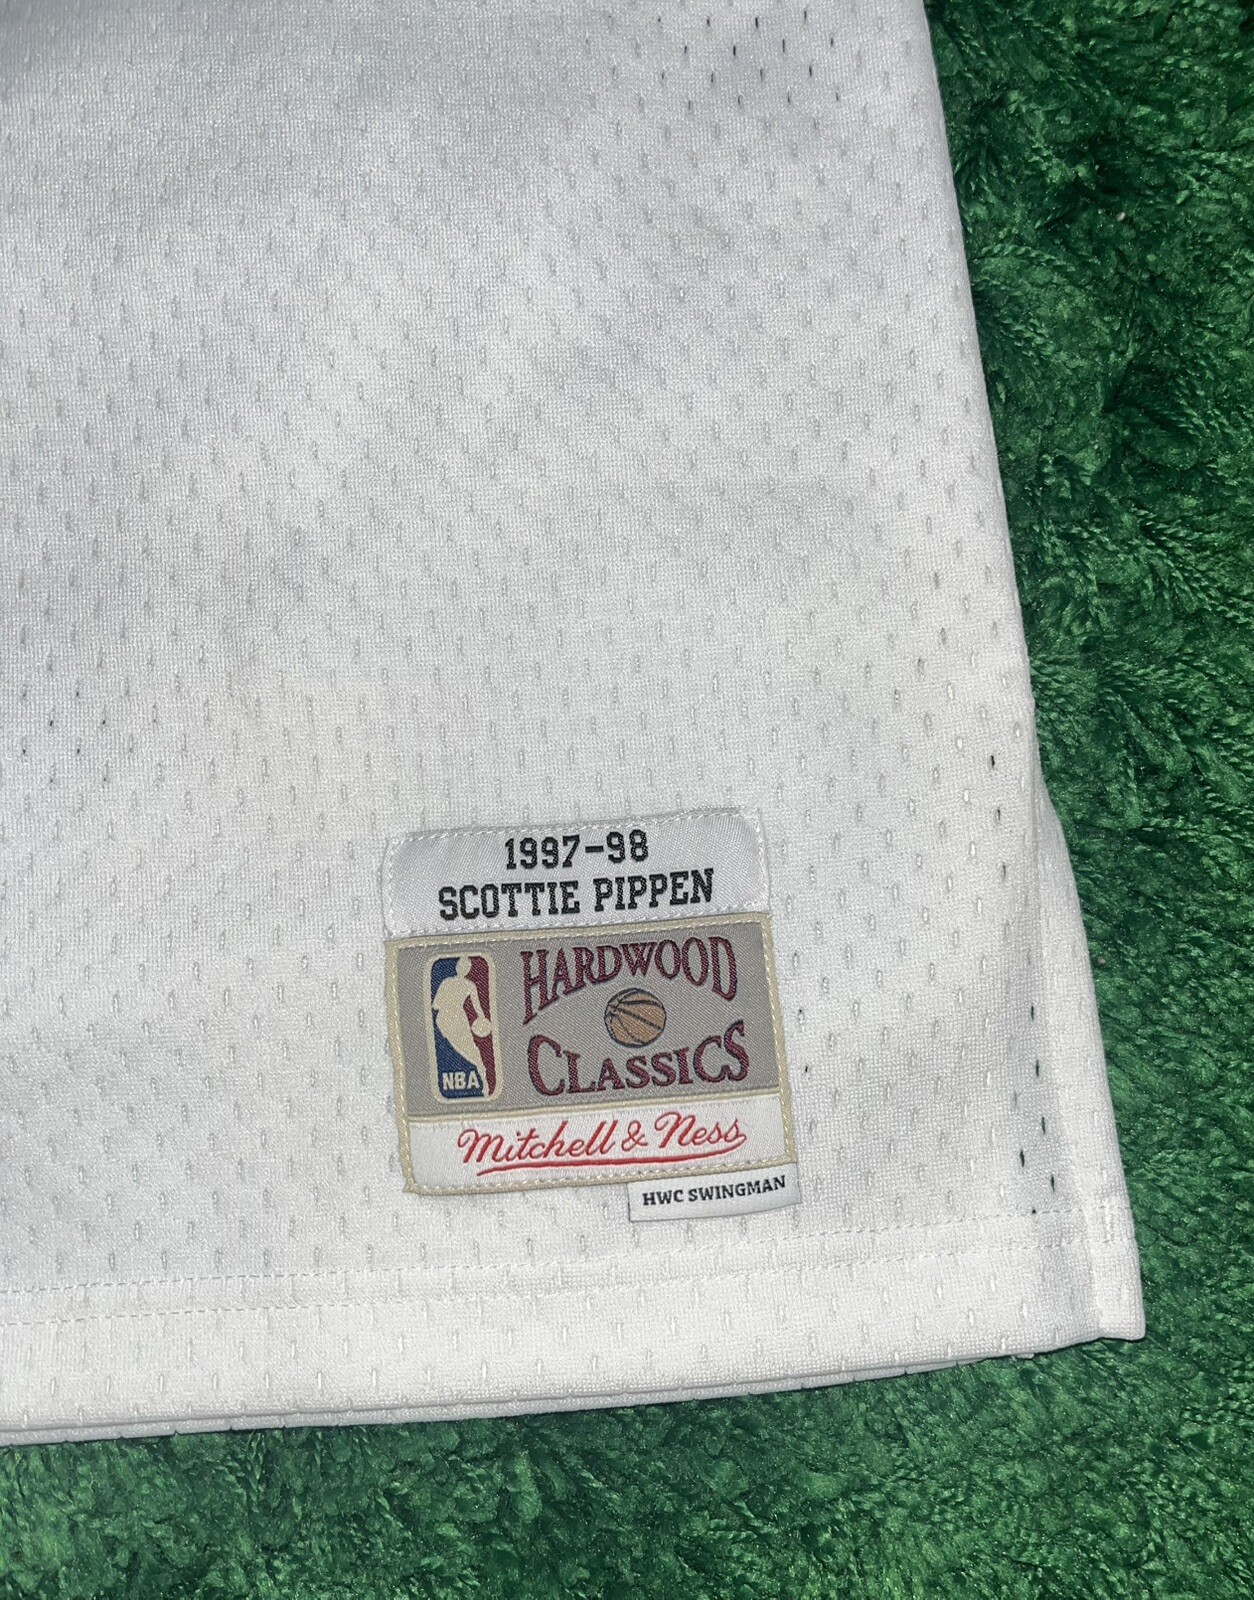 1997-98
SCOTTIE PIPPEN
HARDWOOD
CLASSICS
NBA
Mitchell & Ness
HWC SWINGMAN